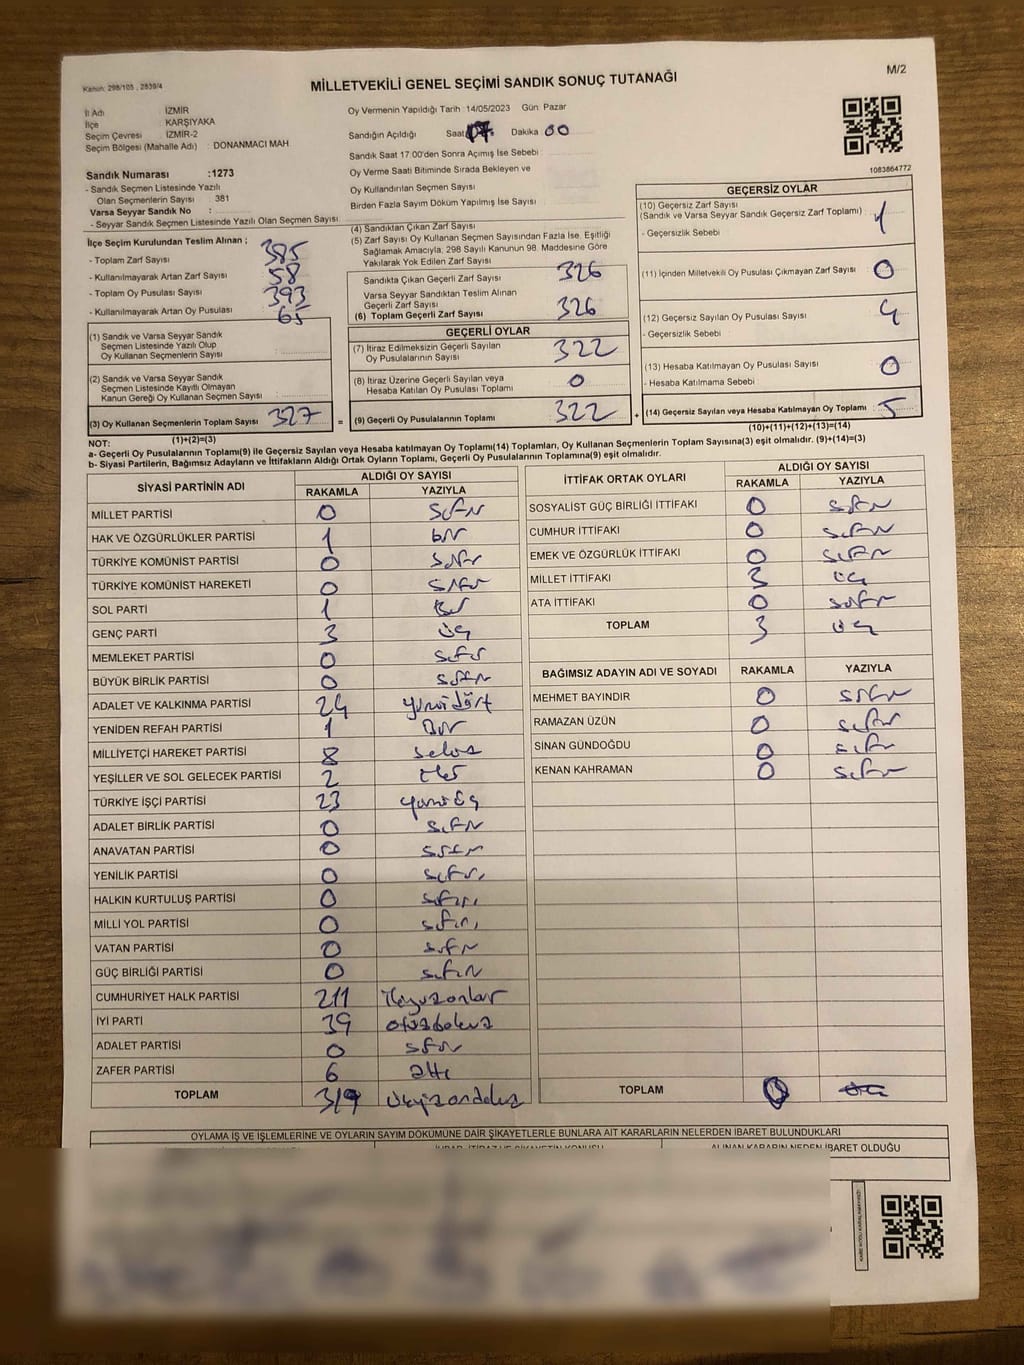 M/2
Kanun: 298/105 , 2839/4
MİLLETVEKİLİ GENEL SEÇİMİ SANDIK SONUÇ TUTANAĞI
İl Adı : İZMİR
İlçe : KARŞIYAKA
Seçim Çevresi : İZMİR-2
Seçim Bölgesi (Mahalle Adı) : DONANMACI MAH.
Oy Vermenin Yapıldığı Tarih :14/05/2023 Gün: Pazar
Sandığın Açıldığı Saat: 17 Dakika: 00
Sandık Saat 17:00'den Sonra Açılmış İse Sebebi :
Oy Verme Saati Bitiminde Sırada Bekleyen ve
Oy Kullandırılan Seçmen Sayısı
Birden Fazla Sayım Döküm Yapılmış İse Sayısı :
1083864772
Sandık Numarası :1273
- Sandık Seçmen Listesinde Yazılı
Olan Seçmenlerin Sayısı : 381
Varsa Seyyar Sandık No :
- Seyyar Sandık Seçmen Listesinde Yazılı Olan Seçmen Sayısı:
İlçe Seçim Kurulundan Teslim Alınan ;
- Toplam Zarf Sayısı : 385
- Kullanılmayarak Artan Zarf Sayısı : 58
- Toplam Oy Pusulası Sayısı : 393
- Kullanılmayarak Artan Oy Pusulası : 65
(1) Sandık ve Varsa Seyyar Sandık
Seçmen Listesinde Yazılı Olup
Oy Kullanan Seçmenlerin Sayısı :
(2) Sandık ve Varsa Seyyar Sandık
Seçmen Listesinde Kayıtlı Olmayan
Kanun Gereği Oy Kullanan Seçmen Sayısı:
(3) Oy Kullanan Seçmenlerin Toplam Sayısı : 327
(1)+(2)=(3)
(4) Sandıktan Çıkan Zarf Sayısı
(5) Zarf Sayısı Oy Kullanan Seçmen Sayısından Fazla İse, Eşitliği
Sağlamak Amacıyla, 298 Sayılı Kanunun 98. Maddesine Göre
Yakılarak Yok Edilen Zarf Sayısı :
Sandıkta Çıkan Geçerli Zarf Sayısı : 326
Varsa Seyyar Sandıktan Teslim Alınan
Geçerli Zarf Sayısı :
(6) Toplam Geçerli Zarf Sayısı : 326
GEÇERLİ OYLAR
(7) İtiraz Edilmeksizin Geçerli Sayılan
Oy Pusulalarının Sayısı : 322
(8) İtiraz Üzerine Geçerli Sayılan veya
Hesaba Katılan Oy Pusulası Toplamı : 0
= (9) Geçerli Oy Pusulalarının Toplamı : 322
GEÇERSİZ OYLAR
(10) Geçersiz Zarf Sayısı
(Sandık ve Varsa Seyyar Sandık Geçersiz Zarf Toplamı) : 1
- Geçersizlik Sebebi :
(11) İçinden Milletvekili Oy Pusulası Çıkmayan Zarf Sayısı : 0
(12) Geçersiz Sayılan Oy Pusulası Sayısı : 4
- Geçersizlik Sebebi :
(13) Hesaba Katılmayan Oy Pusulası Sayısı : 0
- Hesaba Katılmama Sebebi :
+ (14) Geçersiz Sayılan veya Hesaba Katılmayan Oy Toplamı : 5
(10)+(11)+(12)+(13)=(14)
NOT:
a- Geçerli Oy Pusulalarının Toplamı(9) ile Geçersiz Sayılan veya Hesaba katılmayan Oy Toplamı(14) Toplamları, Oy Kullanan Seçmenlerin Toplam Sayısına(3) eşit olmalıdır. (9)+(14)=(3)
b- Siyasi Partilerin, Bağımsız Adayların ve İttifakların Aldığı Ortak Oyların Toplamı, Geçerli Oy Pusulalarının Toplamına(9) eşit olmalıdır.
SİYASİ PARTİNİN ADI
ALDIĞI OY SAYISI
RAKAMLA YAZIYLA
MİLLET PARTİSİ 0 sıfır
HAK VE ÖZGÜRLÜKLER PARTİSİ 1 bir
TÜRKİYE KOMÜNİST PARTİSİ 0 sıfır
TÜRKİYE KOMÜNİST HAREKETİ 0 sıfır
SOL PARTİ 1 Bir
GENÇ PARTİ 3 üç
MEMLEKET PARTİSİ 0 sıfır
BÜYÜK BİRLİK PARTİSİ 0 sıfır
ADALET VE KALKINMA PARTİSİ 24 yirmidört
YENİDEN REFAH PARTİSİ 1 Bir
MİLLİYETÇİ HAREKET PARTİSİ 8 sekiz
YEŞİLLER VE SOL GELECEK PARTİSİ 2 iki
TÜRKİYE İŞÇİ PARTİSİ 23 yirmiüç
ADALET BİRLİK PARTİSİ 0 sıfır
ANAVATAN PARTİSİ 0 sıfır
YENİLİK PARTİSİ 0 sıfır
HALKIN KURTULUŞ PARTİSİ 0 sıfır
MİLLİ YOL PARTİSİ 0 sıfır
VATAN PARTİSİ 0 sıfır
GÜÇ BİRLİĞİ PARTİSİ 0 sıfır
CUMHURİYET HALK PARTİSİ 211 ikiyüzonbir
İYİ PARTİ 39 otuzdokuz
ADALET PARTİSİ 0 sıfır
ZAFER PARTİSİ 6 altı
TOPLAM 319 üçyüzondokuz
İTTİFAK ORTAK OYLARI
ALDIĞI OY SAYISI
RAKAMLA YAZIYLA
SOSYALİST GÜÇ BİRLİĞİ İTTİFAKI 0 sıfır
CUMHUR İTTİFAKI 0 sıfır
EMEK VE ÖZGÜRLÜK İTTİFAKI 0 sıfır
MİLLET İTTİFAKI 3 üç
ATA İTTİFAKI 0 sıfır
TOPLAM 3 üç
BAĞIMSIZ ADAYIN ADI VE SOYADI RAKAMLA YAZIYLA
MEHMET BAYINDIR 0 sıfır
RAMAZAN ÜZÜN 0 sıfır
SİNAN GÜNDOĞDU 0 sıfır
KENAN KAHRAMAN 0 sıfır
TOPLAM 0
OYLAMA İŞ VE İŞLEMLERİNE VE OYLARIN SAYIM DÖKÜMÜNE DAİR ŞİKAYETLERLE BUNLARA AİT KARARLARIN NELERDEN İBARET BULUNDUKLARI
ALINAN KARARIN NEDEN İBARET OLDUĞU